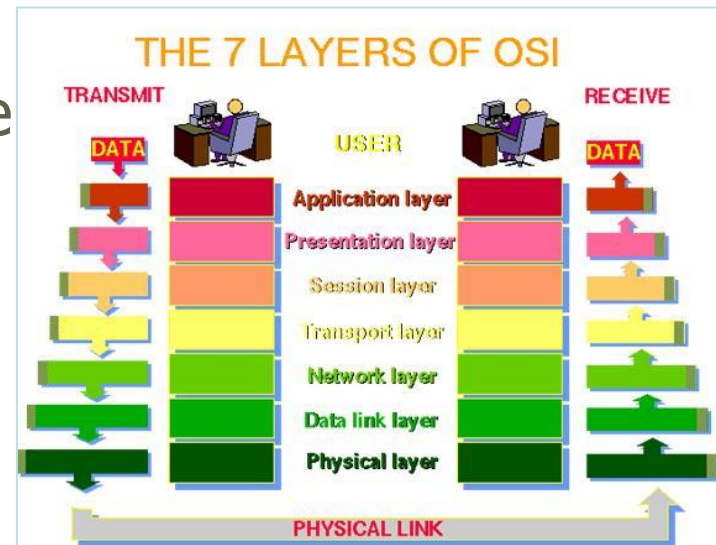 THE 7 LAYERS OF OSI
e
TRANSMIT
RECEIVE
DATA
USER
DATA
Application layer
Presentation layer
Session layer
Transport layer
Network layer
Data link layer
Physical layer
PHYSICAL LINK